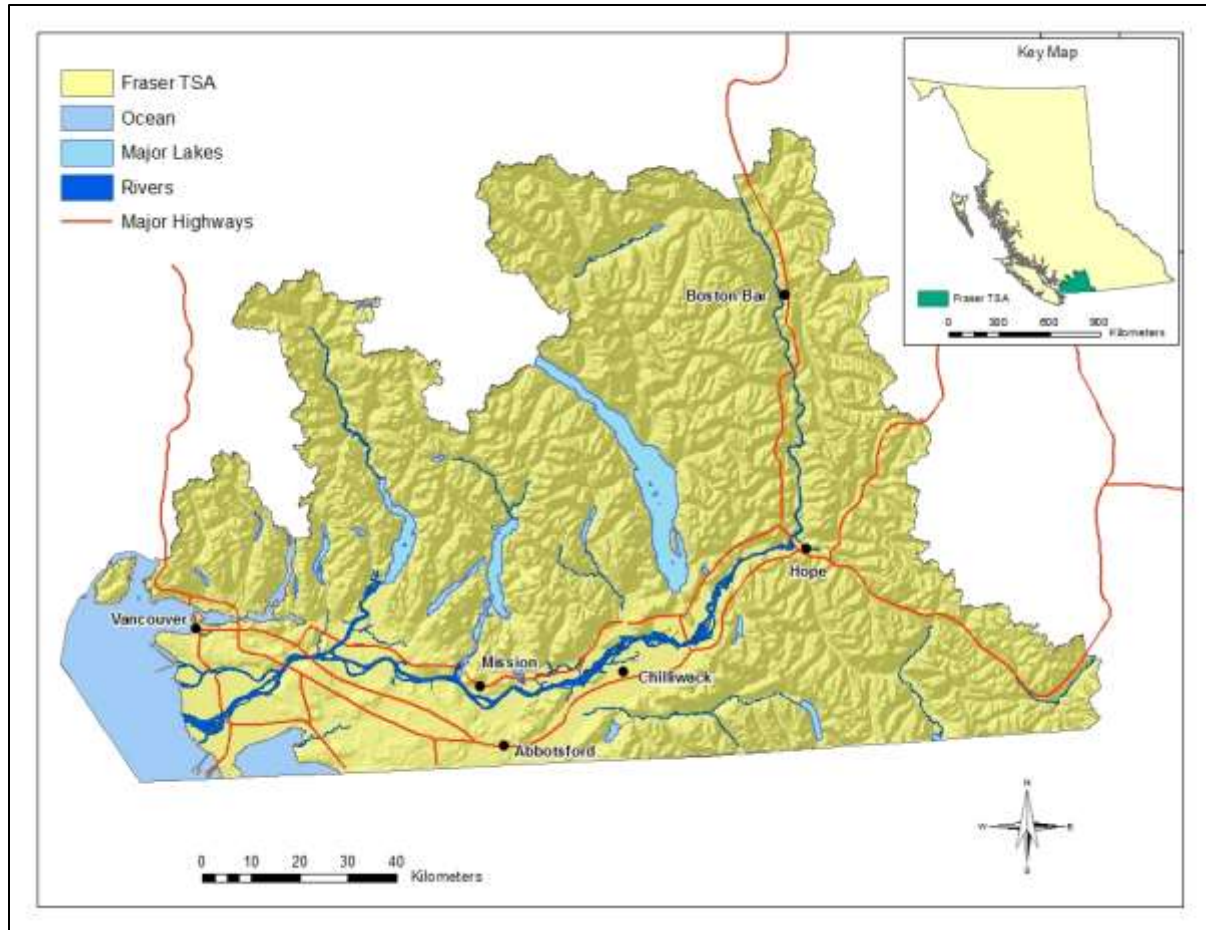 Fraser TSA
Ocean
Major Lakes
Rivers
Major Highways
Key Map
Fraser TSA
0 300 600 900
Kilometers
Boston Bar
Hope
Vancouver
Mission
Chilliwack
Abbotsford
N
W E
S
0 10 20 30 40
Kilometers